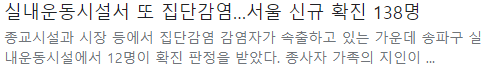 실내운동시설서 또 집단감염…서울 신규 확진 138명
종교시설과 시장 등에서 집단감염 감염자가 속출하고 있는 가운데 송파구 실
내운동시설에서 12명이 확진 판정을 받았다. 종사자 가족의 지인이 ...